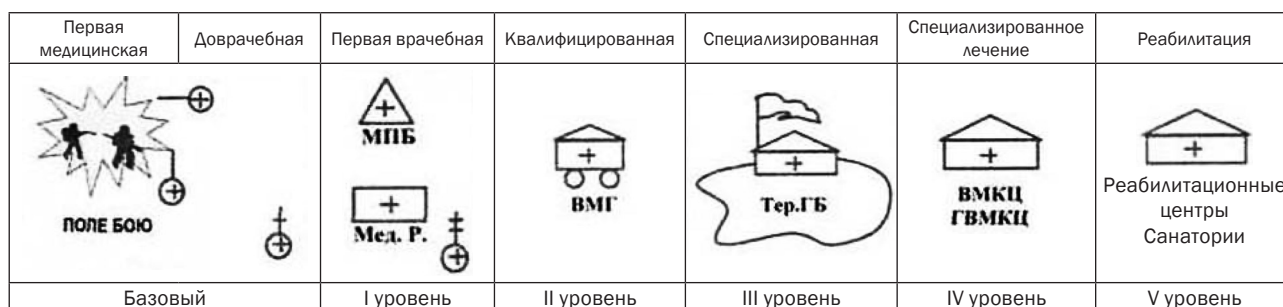 Первая
медицинская
Доврачебная
Первая врачебная
Квалифицированная
Специализированная
Специализированное
лечение
Реабилитация
ПОЛЕ БОЮ
МПБ
Мед. Р.
ВМГ
Тер.ГБ
ВМКЦ
ГВМКЦ
Реабилитационные
центры
Санатории
Базовый
I уровень
II уровень
III уровень
IV уровень
V уровень